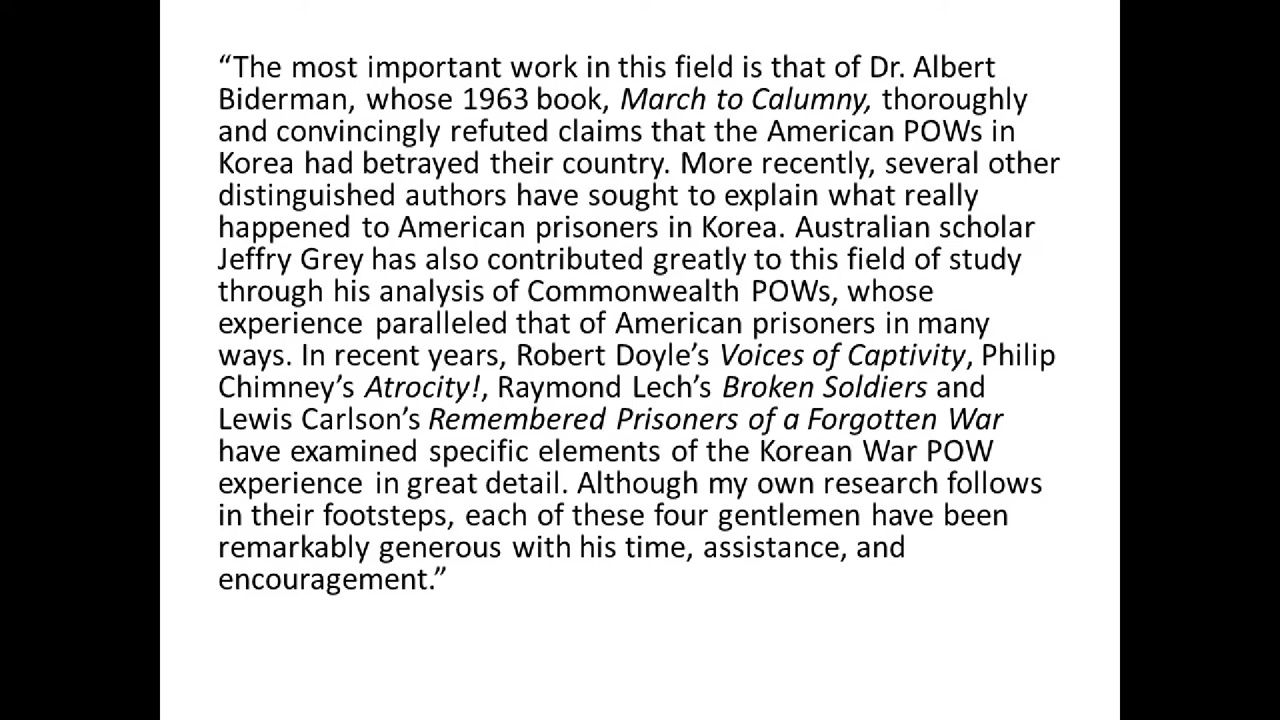 “The most important work in this field is that of Dr. Albert
Biderman, whose 1963 book, March to Calumny, thoroughly
and convincingly refuted claims that the American POWs in
Korea had betrayed their country. More recently, several other
distinguished authors have sought to explain what really
happened to American prisoners in Korea. Australian scholar
Jeffry Grey has also contributed greatly to this field of study
through his analysis of Commonwealth POWs, whose
experience paralleled that of American prisoners in many
ways. In recent years, Robert Doyle’s Voices of Captivity, Philip
Chimney’s Atrocity!, Raymond Lech’s Broken Soldiers and
Lewis Carlson’s Remembered Prisoners of a Forgotten War
have examined specific elements of the Korean War POW
experience in great detail. Although my own research follows
in their footsteps, each of these four gentlemen have been
remarkably generous with his time, assistance, and
encouragement.”